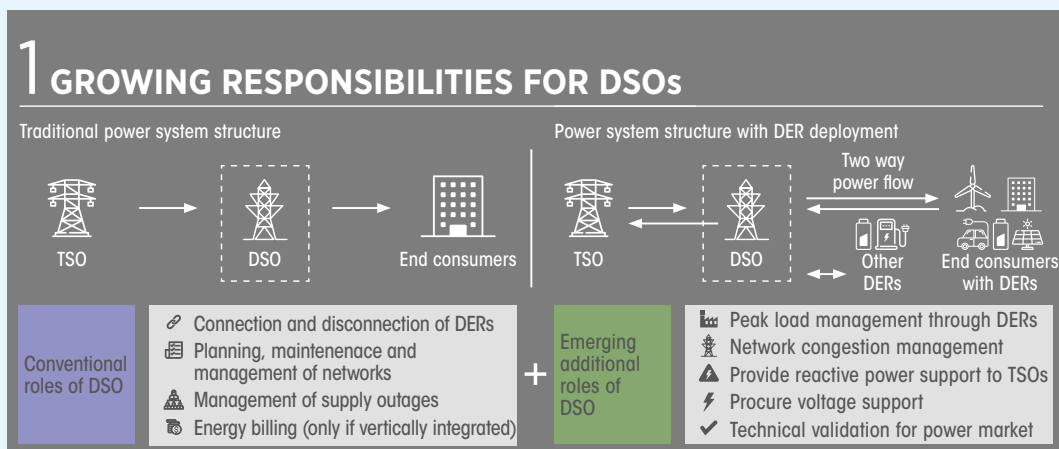 1 GROWING RESPONSIBILITIES FOR DSOs
Traditional power system structure
TSO
DSO
End consumers
Power system structure with DER deployment
Two way
power flow
TSO
DSO
Other
DERs
End consumers
with DERs
Conventional
roles of DSO
Connection and disconnection of DERs
Planning, maintenenace and
management of networks
Management of supply outages
Energy billing (only if vertically integrated)
+
Emerging
additional
roles of
DSO
Peak load management through DERs
Network congestion management
Provide reactive power support to TSOs
Procure voltage support
Technical validation for power market